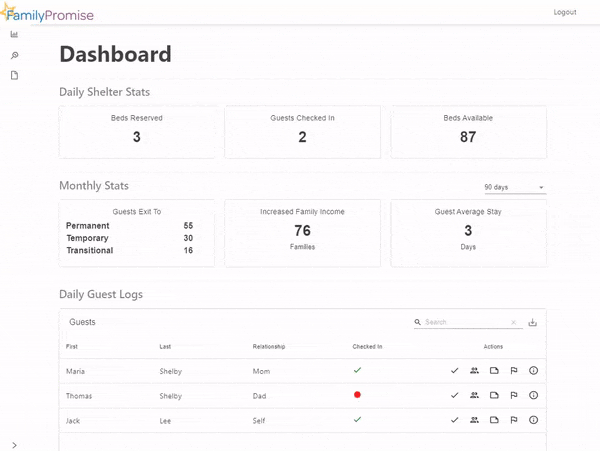 FamilyPromise
Logout
Dashboard
Daily Shelter Stats
Beds Reserved
3
Guests Checked In
2
Beds Available
87
Monthly Stats
90 days
Guests Exit To
Permanent 55
Temporary 30
Transitional 16
Increased Family Income
76
Families
Guest Average Stay
3
Days
Daily Guest Logs
Guests
Search
First Last Relationship Checked In Actions
Maria Shelby Mom
Thomas Shelby Dad
Jack Lee Self